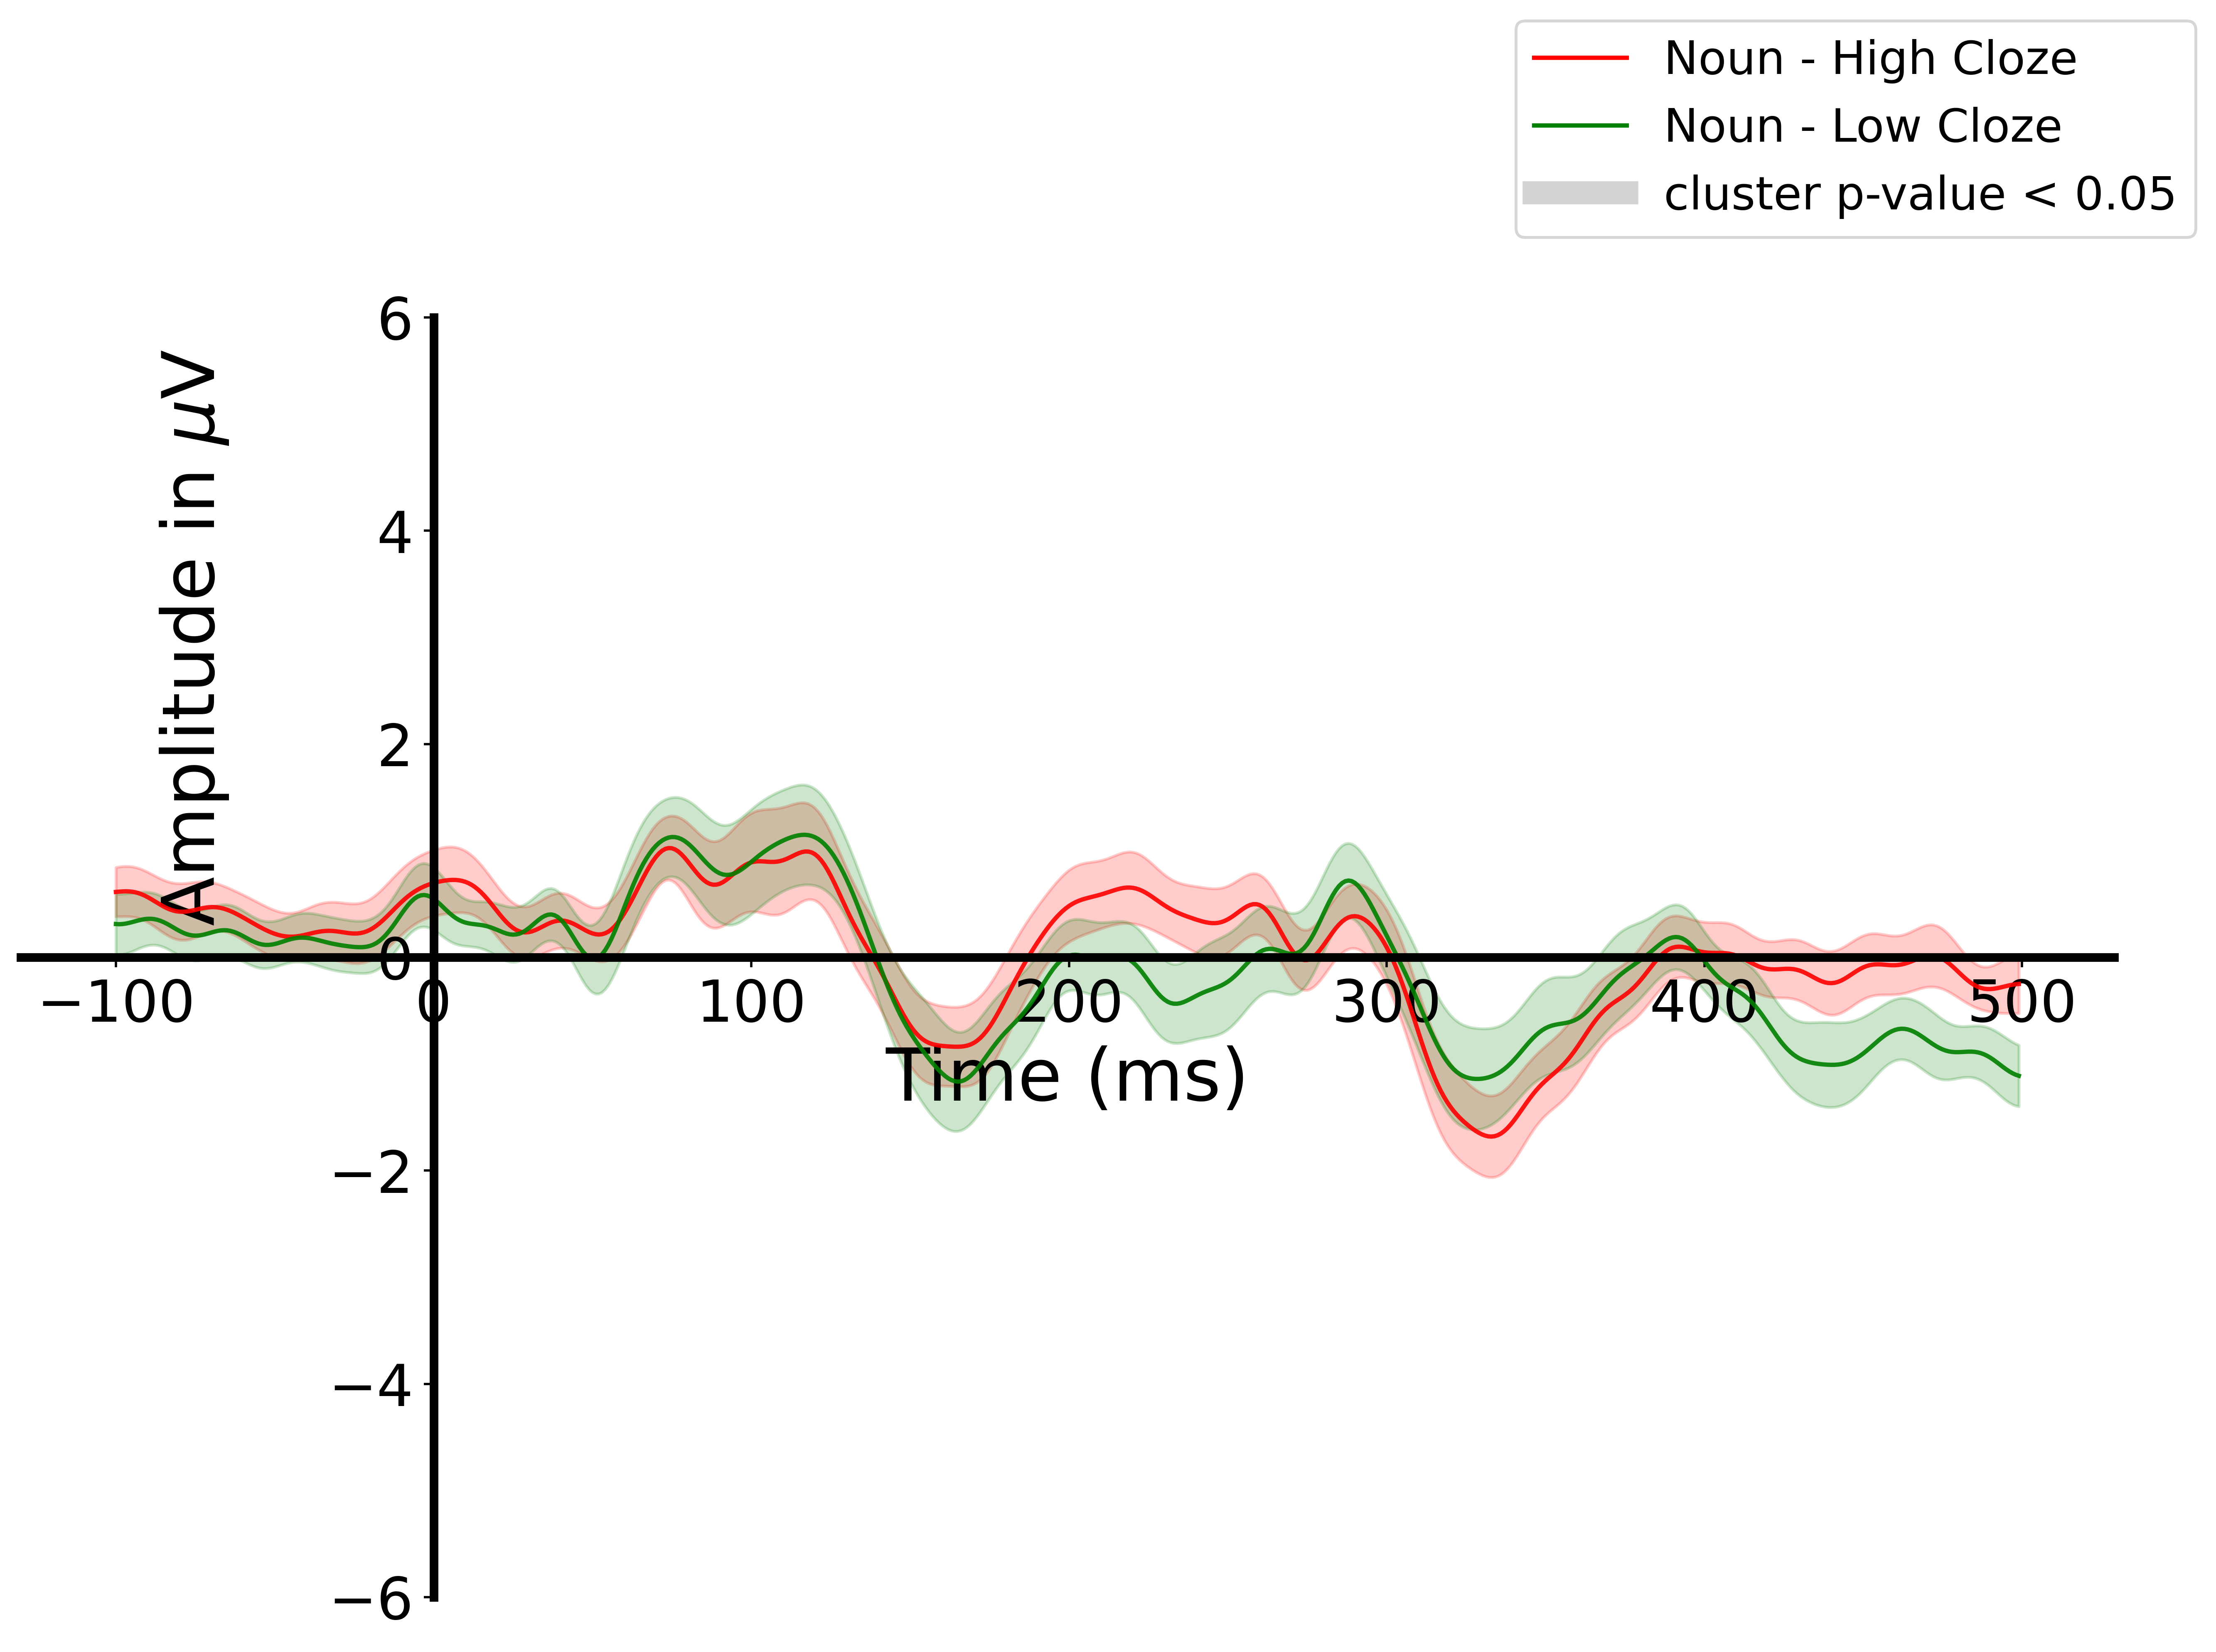 Noun - High Cloze
Noun - Low Cloze
cluster p-value < 0.05
6
4
2
0
−2
−4
−6
Amplitude in μV
−100 0 100 200 300 400 500
Time (ms)